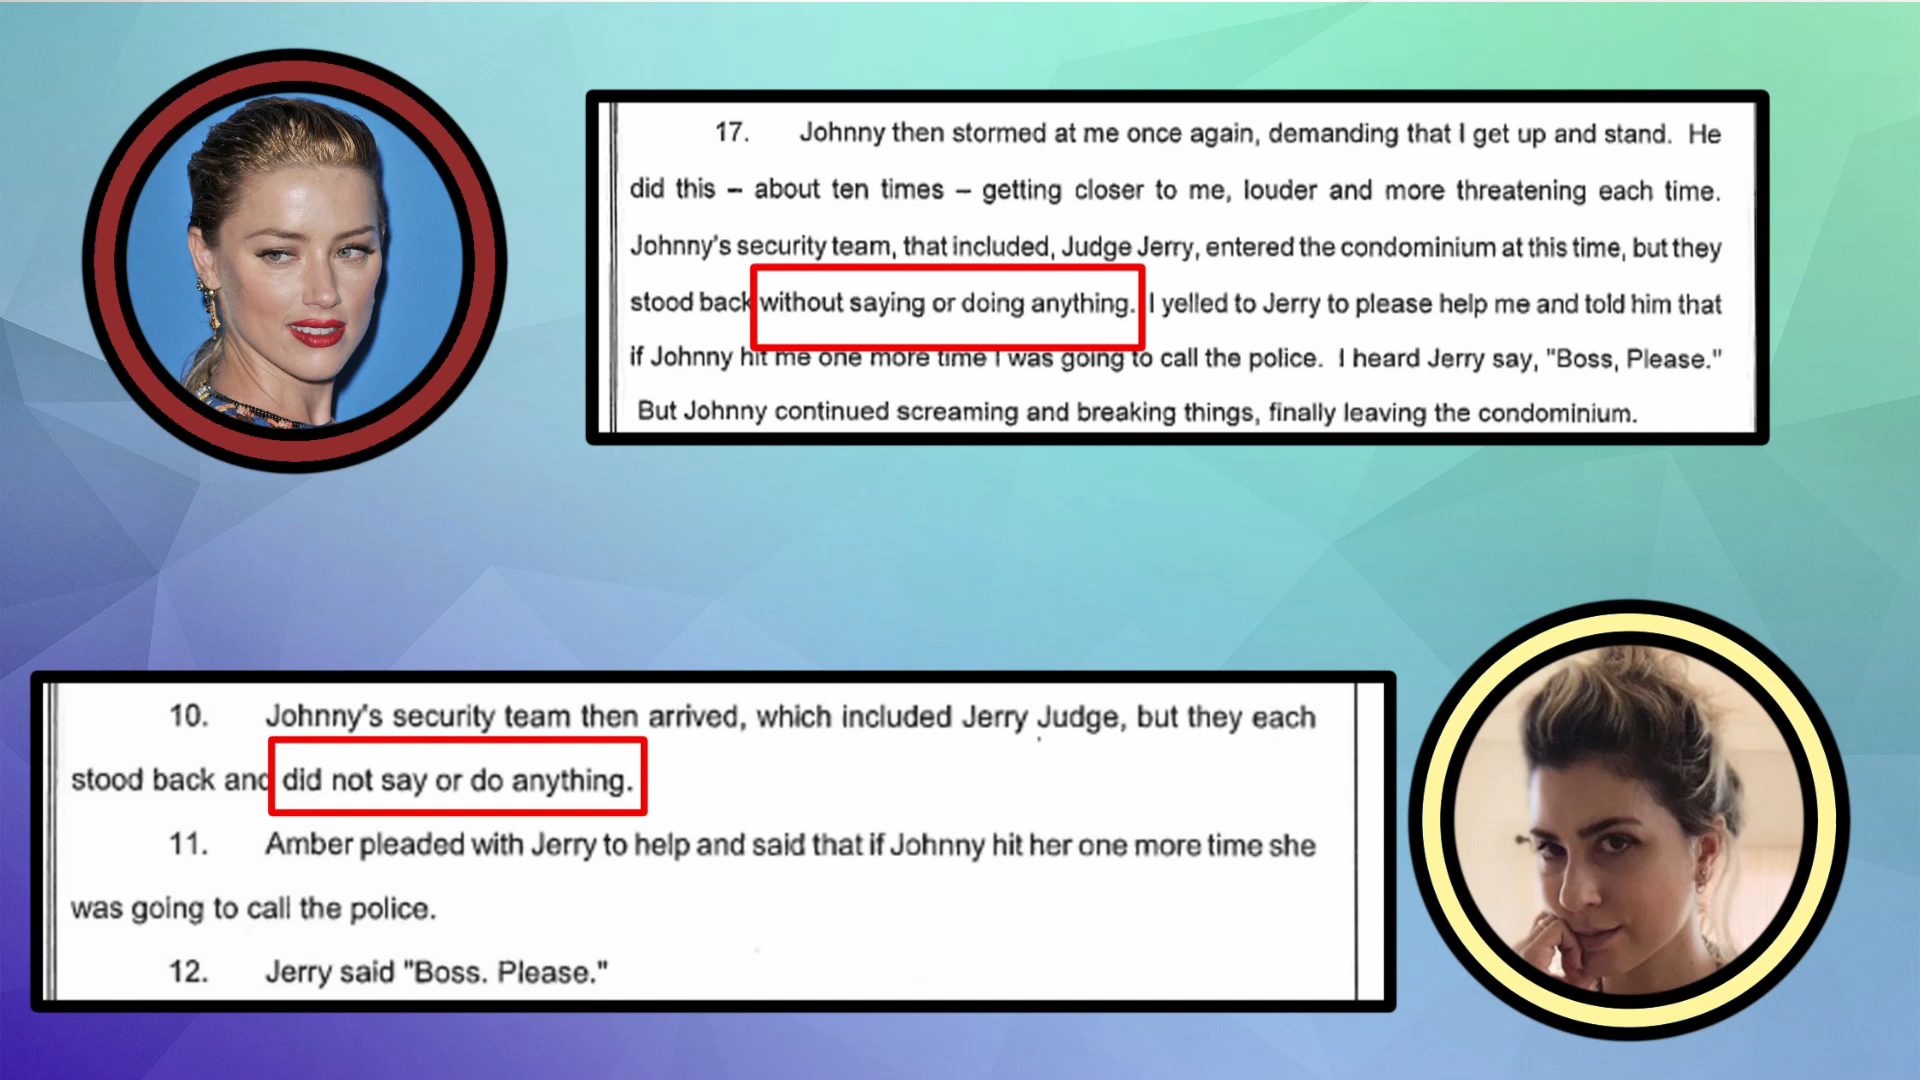 17. Johnny then stormed at me once again, demanding that I get up and stand. He
did this – about ten times – getting closer to me, louder and more threatening each time.
Johnny's security team, that included, Judge Jerry, entered the condominium at this time, but they
stood back without saying or doing anything. I yelled to Jerry to please help me and told him that
if Johnny hit me one more time I was going to call the police. I heard Jerry say, "Boss, Please."
But Johnny continued screaming and breaking things, finally leaving the condominium.
10. Johnny's security team then arrived, which included Jerry Judge, but they each
stood back and did not say or do anything.
11. Amber pleaded with Jerry to help and said that if Johnny hit her one more time she
was going to call the police.
12. Jerry said "Boss. Please."